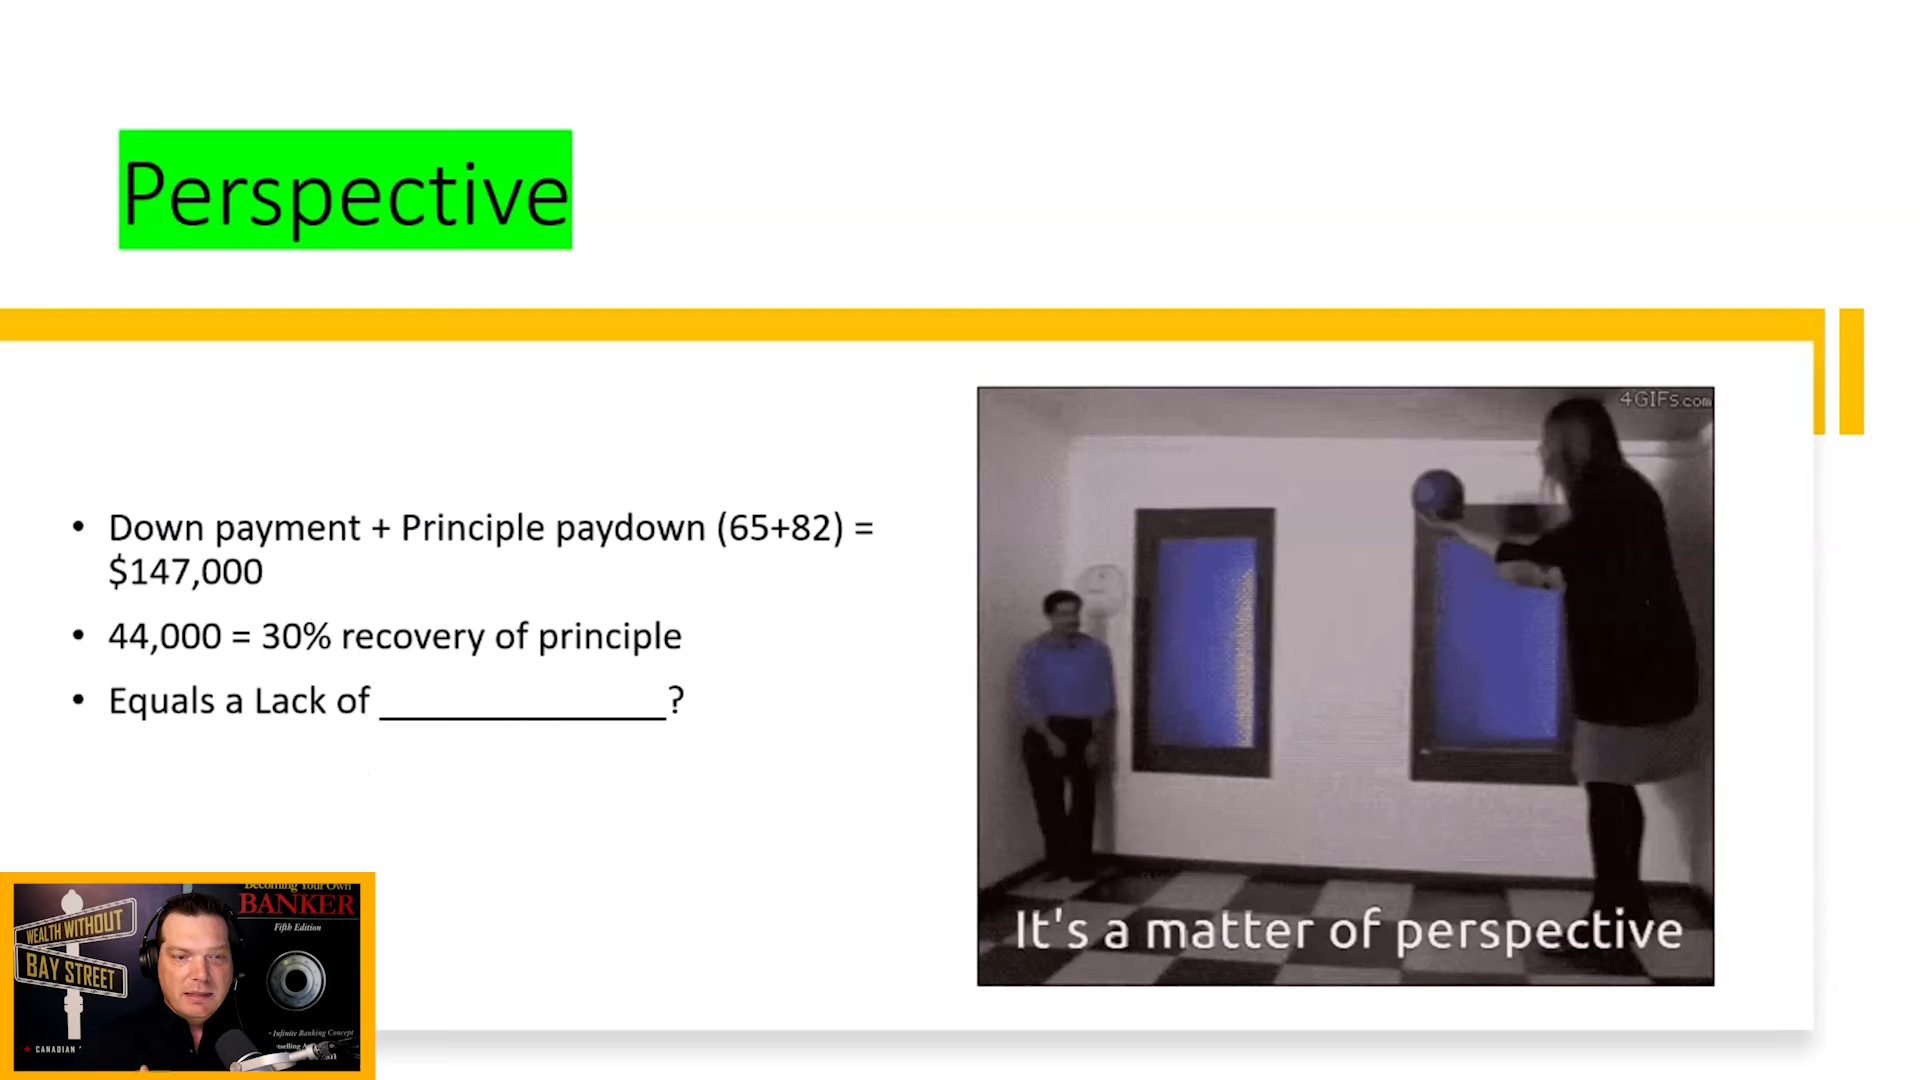 Perspective
• Down payment + Principle paydown (65+82) =
$147,000
• 44,000 = 30% recovery of principle
• Equals a Lack of ______________?
4GIFs.com
It's a matter of perspective
Becoming Your Own
BANKER
Fifth Edition
WEALTH WITHOUT
BAY STREET
• Infinite Banking Concept
CANADIAN